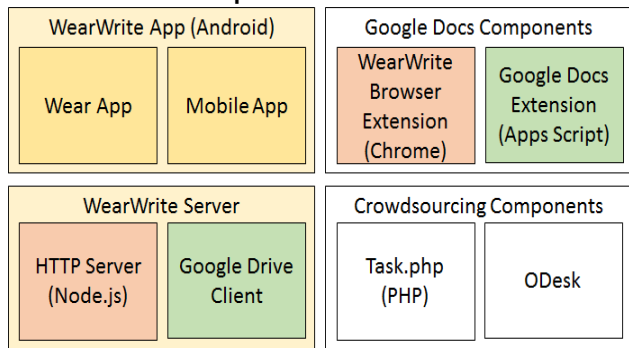 WearWrite App (Android)
Wear App
Mobile App
Google Docs Components
WearWrite
Browser
Extension
(Chrome)
Google Docs
Extension
(Apps Script)
WearWrite Server
HTTP Server
(Node.js)
Google Drive
Client
Crowdsourcing Components
Task.php
(PHP)
ODesk